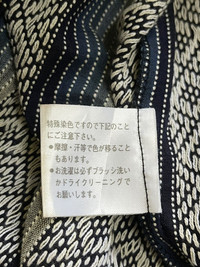 特殊染色ですので下記のこと
にご注意下さい。
●摩擦・汗等で色が移ること
もあります。
●お洗濯は必ずブラッシ洗い
かドライクリーニングで
お願いします。